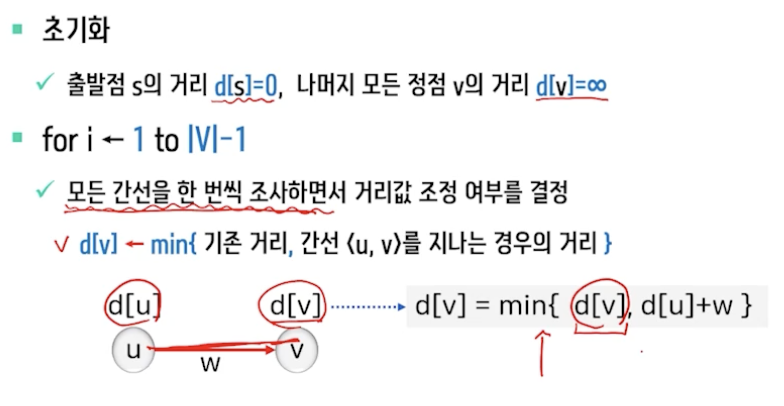 초기화
출발점 s의 거리 d[s]=0, 나머지 모든 정점 v의 거리 d[v]=∞
for i ← 1 to |V|-1
모든 간선을 한 번씩 조사하면서 거리값 조정 여부를 결정
d[v] ← min{ 기존 거리, 간선 ⟨u, v⟩를 지나는 경우의 거리 }
d[u] d[v] d[v] = min{ d[v], d[u]+w }
u v
w